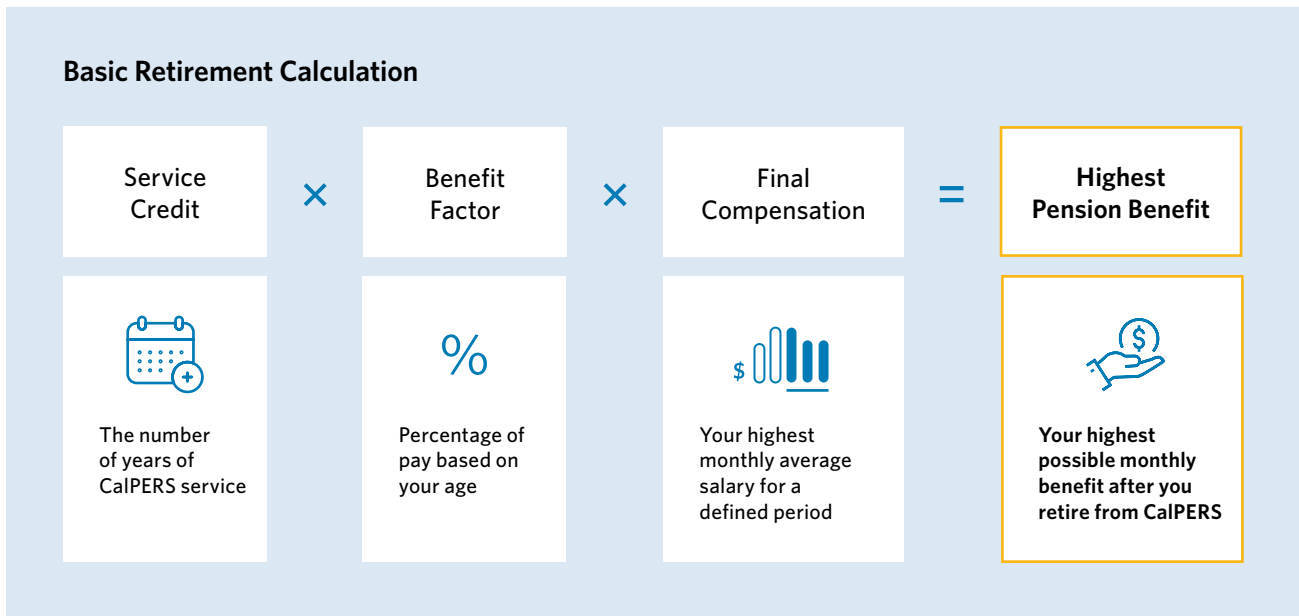 Basic Retirement Calculation
Service
Credit
×
Benefit
Factor
×
Final
Compensation
=
Highest
Pension Benefit
The number
of years of
CalPERS service
%
Percentage of
pay based on
your age
$
Your highest
monthly average
salary for a
defined period
$
Your highest
possible monthly
benefit after you
retire from CalPERS